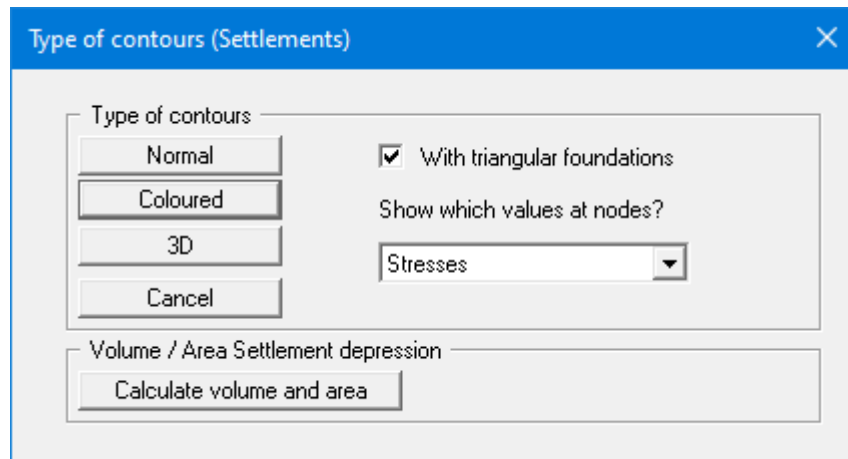 Type of contours (Settlements)
Type of contours
Normal
With triangular foundations
Coloured
Show which values at nodes?
3D
Stresses
Cancel
Volume / Area Settlement depression
Calculate volume and area